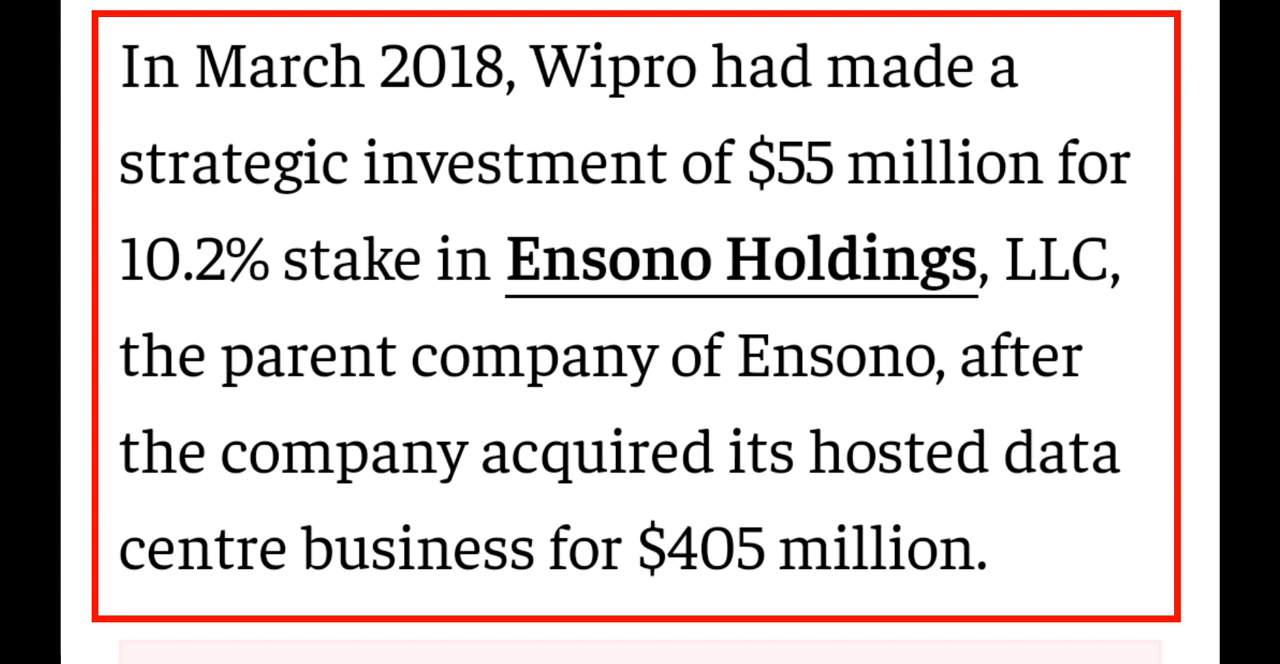 In March 2018, Wipro had made a
strategic investment of $55 million for
10.2% stake in Ensono Holdings, LLC,
the parent company of Ensono, after
the company acquired its hosted data
centre business for $405 million.